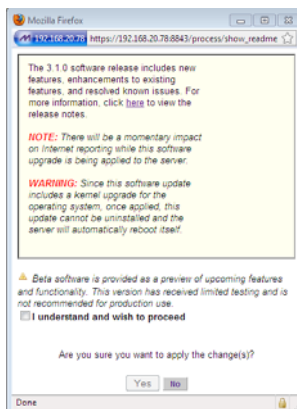 Mozilla Firefox
192.168.20.78 https://192.168.20.78:8843/process/show_readme
The 3.1.0 software release includes new
features, enhancements to existing
features, and resolved known issues. For
more information, click here to view the
release notes.
NOTE: There will be a momentary impact
on Internet reporting while this software
upgrade is being applied to the server.
WARNING: Since this software update
includes a kernel upgrade for the
operating system, once applied, this
update cannot be uninstalled and the
server will automatically reboot itself.
Beta software is provided as a preview of upcoming features
and functionality. This version has received limited testing and is
not recommended for production use.
I understand and wish to proceed
Are you sure you want to apply the change(s)?
Yes No
Done